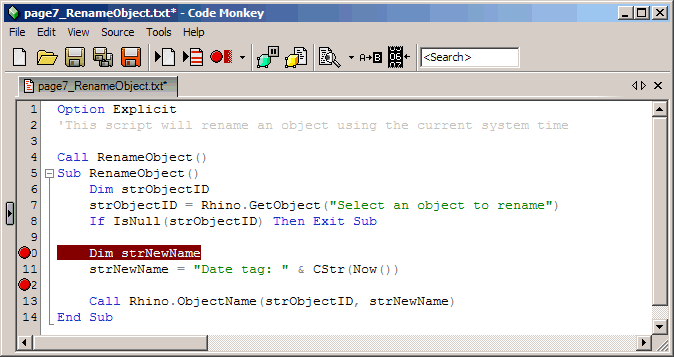 page7_RenameObject.txt* - Code Monkey
File Edit View Source Tools Help
A▸B <Search>
page7_RenameObject.txt*
1 Option Explicit
2 'This script will rename an object using the current system time
3
4 Call RenameObject()
5 Sub RenameObject()
6 Dim strObjectID
7 strObjectID = Rhino.GetObject("Select an object to rename")
8 If IsNull(strObjectID) Then Exit Sub
9
0 Dim strNewName
11 strNewName = "Date tag: " & CStr(Now())
2
13 Call Rhino.ObjectName(strObjectID, strNewName)
14 End Sub